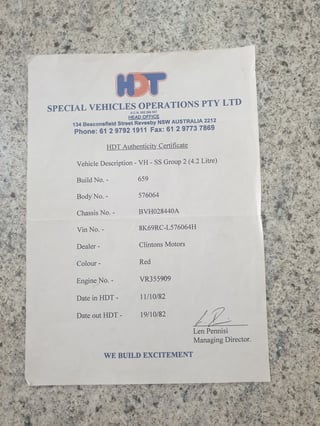 HDT
SPECIAL VEHICLES OPERATIONS PTY LTD
HEAD OFFICE
134 Beaconsfield Street Revesby NSW AUSTRALIA 2212
Phone: 61 2 9792 1911 Fax: 61 2 9773 7869
HDT Authenticity Certificate
Vehicle Description - VH - SS Group 2 (4.2 Litre)
Build No. - 659
Body No. - 576064
Chassis No. - BVH028440A
Vin No. - 8K69RC-L576064H
Dealer - Clintons Motors
Colour - Red
Engine No. - VR355909
Date in HDT - 11/10/82
Date out HDT - 19/10/82
Len Pennisi
Managing Director.
WE BUILD EXCITEMENT